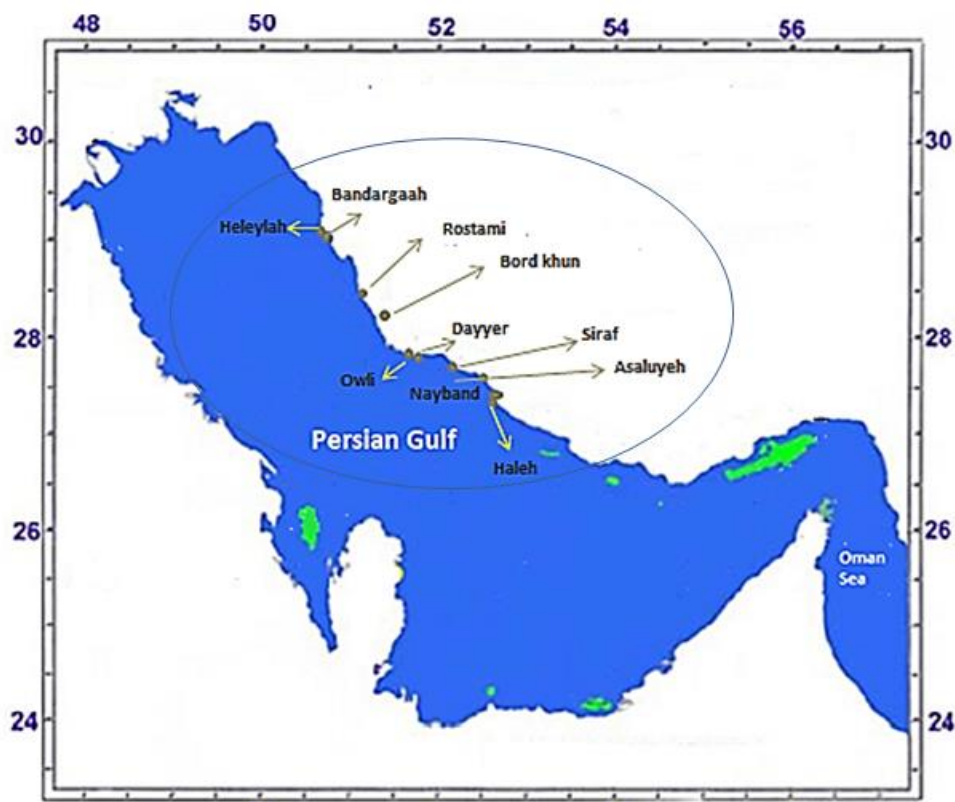 48 50 52 54 56
30 30
Bandargaah
Heleylah
Rostami
Bord khun
28 28
Dayyer
Siraf
Asaluyeh
Owli
Nayband
Persian Gulf
Haleh
26 26
Oman
Sea
24 24